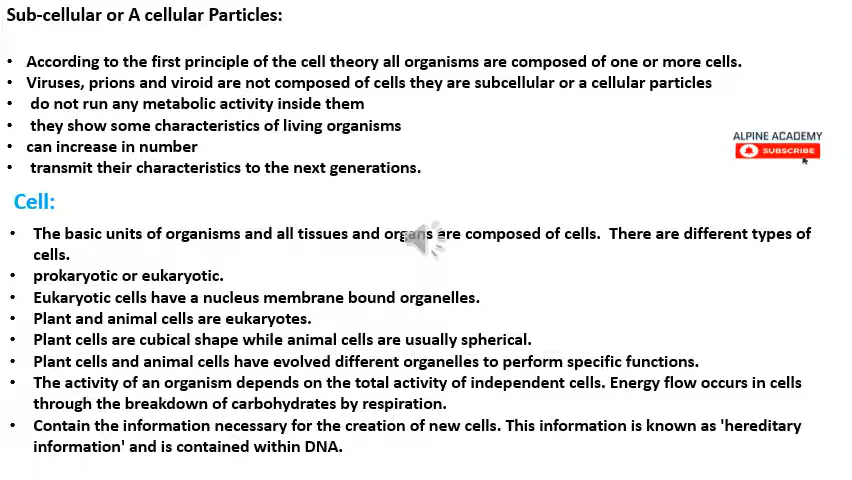 Sub-cellular or A cellular Particles:
• According to the first principle of the cell theory all organisms are composed of one or more cells.
• Viruses, prions and viroid are not composed of cells they are subcellular or a cellular particles
• do not run any metabolic activity inside them
• they show some characteristics of living organisms
• can increase in number
• transmit their characteristics to the next generations.
ALPINE ACADEMY
SUBSCRIBE
Cell:
• The basic units of organisms and all tissues and organs are composed of cells. There are different types of
cells.
• prokaryotic or eukaryotic.
• Eukaryotic cells have a nucleus membrane bound organelles.
• Plant and animal cells are eukaryotes.
• Plant cells are cubical shape while animal cells are usually spherical.
• Plant cells and animal cells have evolved different organelles to perform specific functions.
• The activity of an organism depends on the total activity of independent cells. Energy flow occurs in cells
through the breakdown of carbohydrates by respiration.
• Contain the information necessary for the creation of new cells. This information is known as 'hereditary
information' and is contained within DNA.